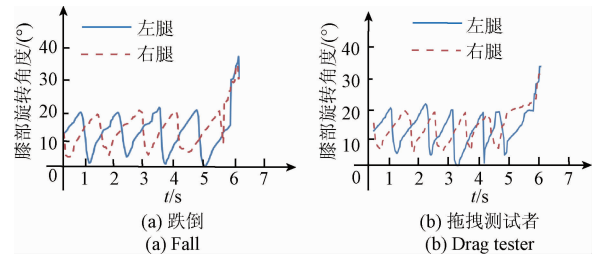 膝部旋转角度/(°)
左腿
右腿
40
30
20
10
0
1 2 3 4 5 6 7
t/s
(a) 跌倒
(a) Fall
膝部旋转角度/(°)
左腿
右腿
40
30
20
10
0
1 2 3 4 5 6 7
t/s
(b) 拖拽测试者
(b) Drag tester